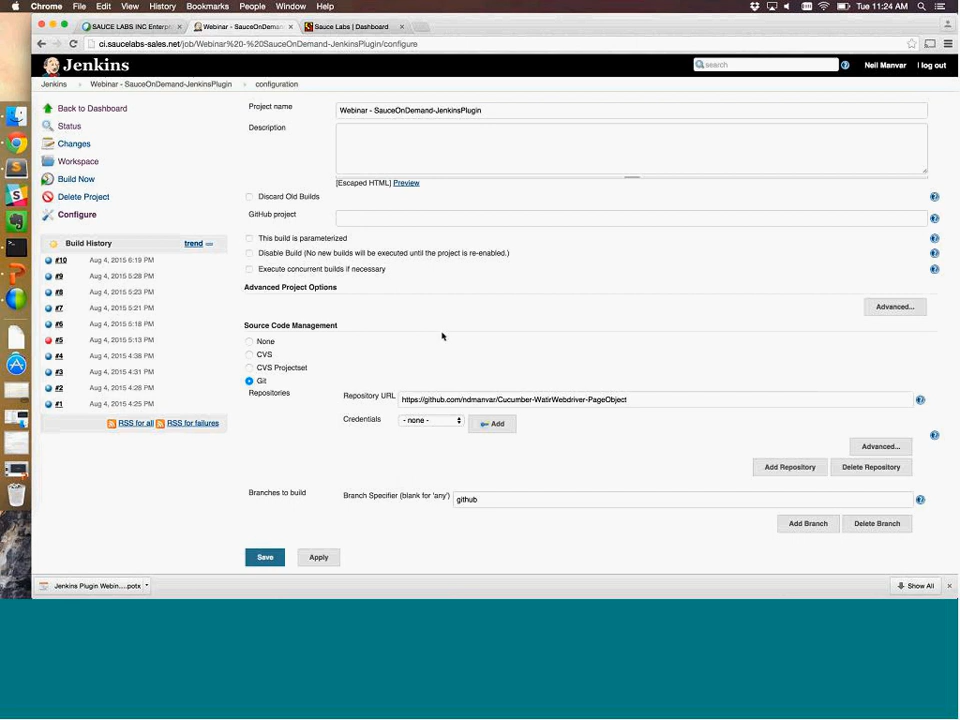 Chrome File Edit View History Bookmarks People Window Help Tue 11:24 AM
SAUCE LABS INC Enterpr Webinar - SauceOnDeman Sauce Labs | Dashboard
ci.saucelabs-sales.net/job/Webinar%20-%20SauceOnDemand-JenkinsPlugin/configure
Jenkins search Neil Manvar | log out
Jenkins Webinar - SauceOnDemand-JenkinsPlugin configuration
Back to Dashboard
Status
Changes
Workspace
Build Now
Delete Project
Configure
Build History trend
#10 Aug 4, 2015 6:19 PM
#9 Aug 4, 2015 5:28 PM
#8 Aug 4, 2015 5:23 PM
#7 Aug 4, 2015 5:21 PM
#6 Aug 4, 2015 5:18 PM
#5 Aug 4, 2015 5:13 PM
#4 Aug 4, 2015 4:38 PM
#3 Aug 4, 2015 4:31 PM
#2 Aug 4, 2015 4:28 PM
#1 Aug 4, 2015 4:25 PM
RSS for all RSS for failures
Project name Webinar - SauceOnDemand-JenkinsPlugin
Description
[Escaped HTML] Preview
Discard Old Builds
GitHub project
This build is parameterized
Disable Build (No new builds will be executed until the project is re-enabled.)
Execute concurrent builds if necessary
Advanced Project Options
Advanced...
Source Code Management
None
CVS
CVS Projectset
Git
Repositories Repository URL https://github.com/ndmanvar/Cucumber-WatirWebdriver-PageObject
Credentials - none - Add
Advanced...
Add Repository Delete Repository
Branches to build Branch Specifier (blank for 'any') github
Add Branch Delete Branch
Save Apply
Jenkins Plugin Webin....potx Show All